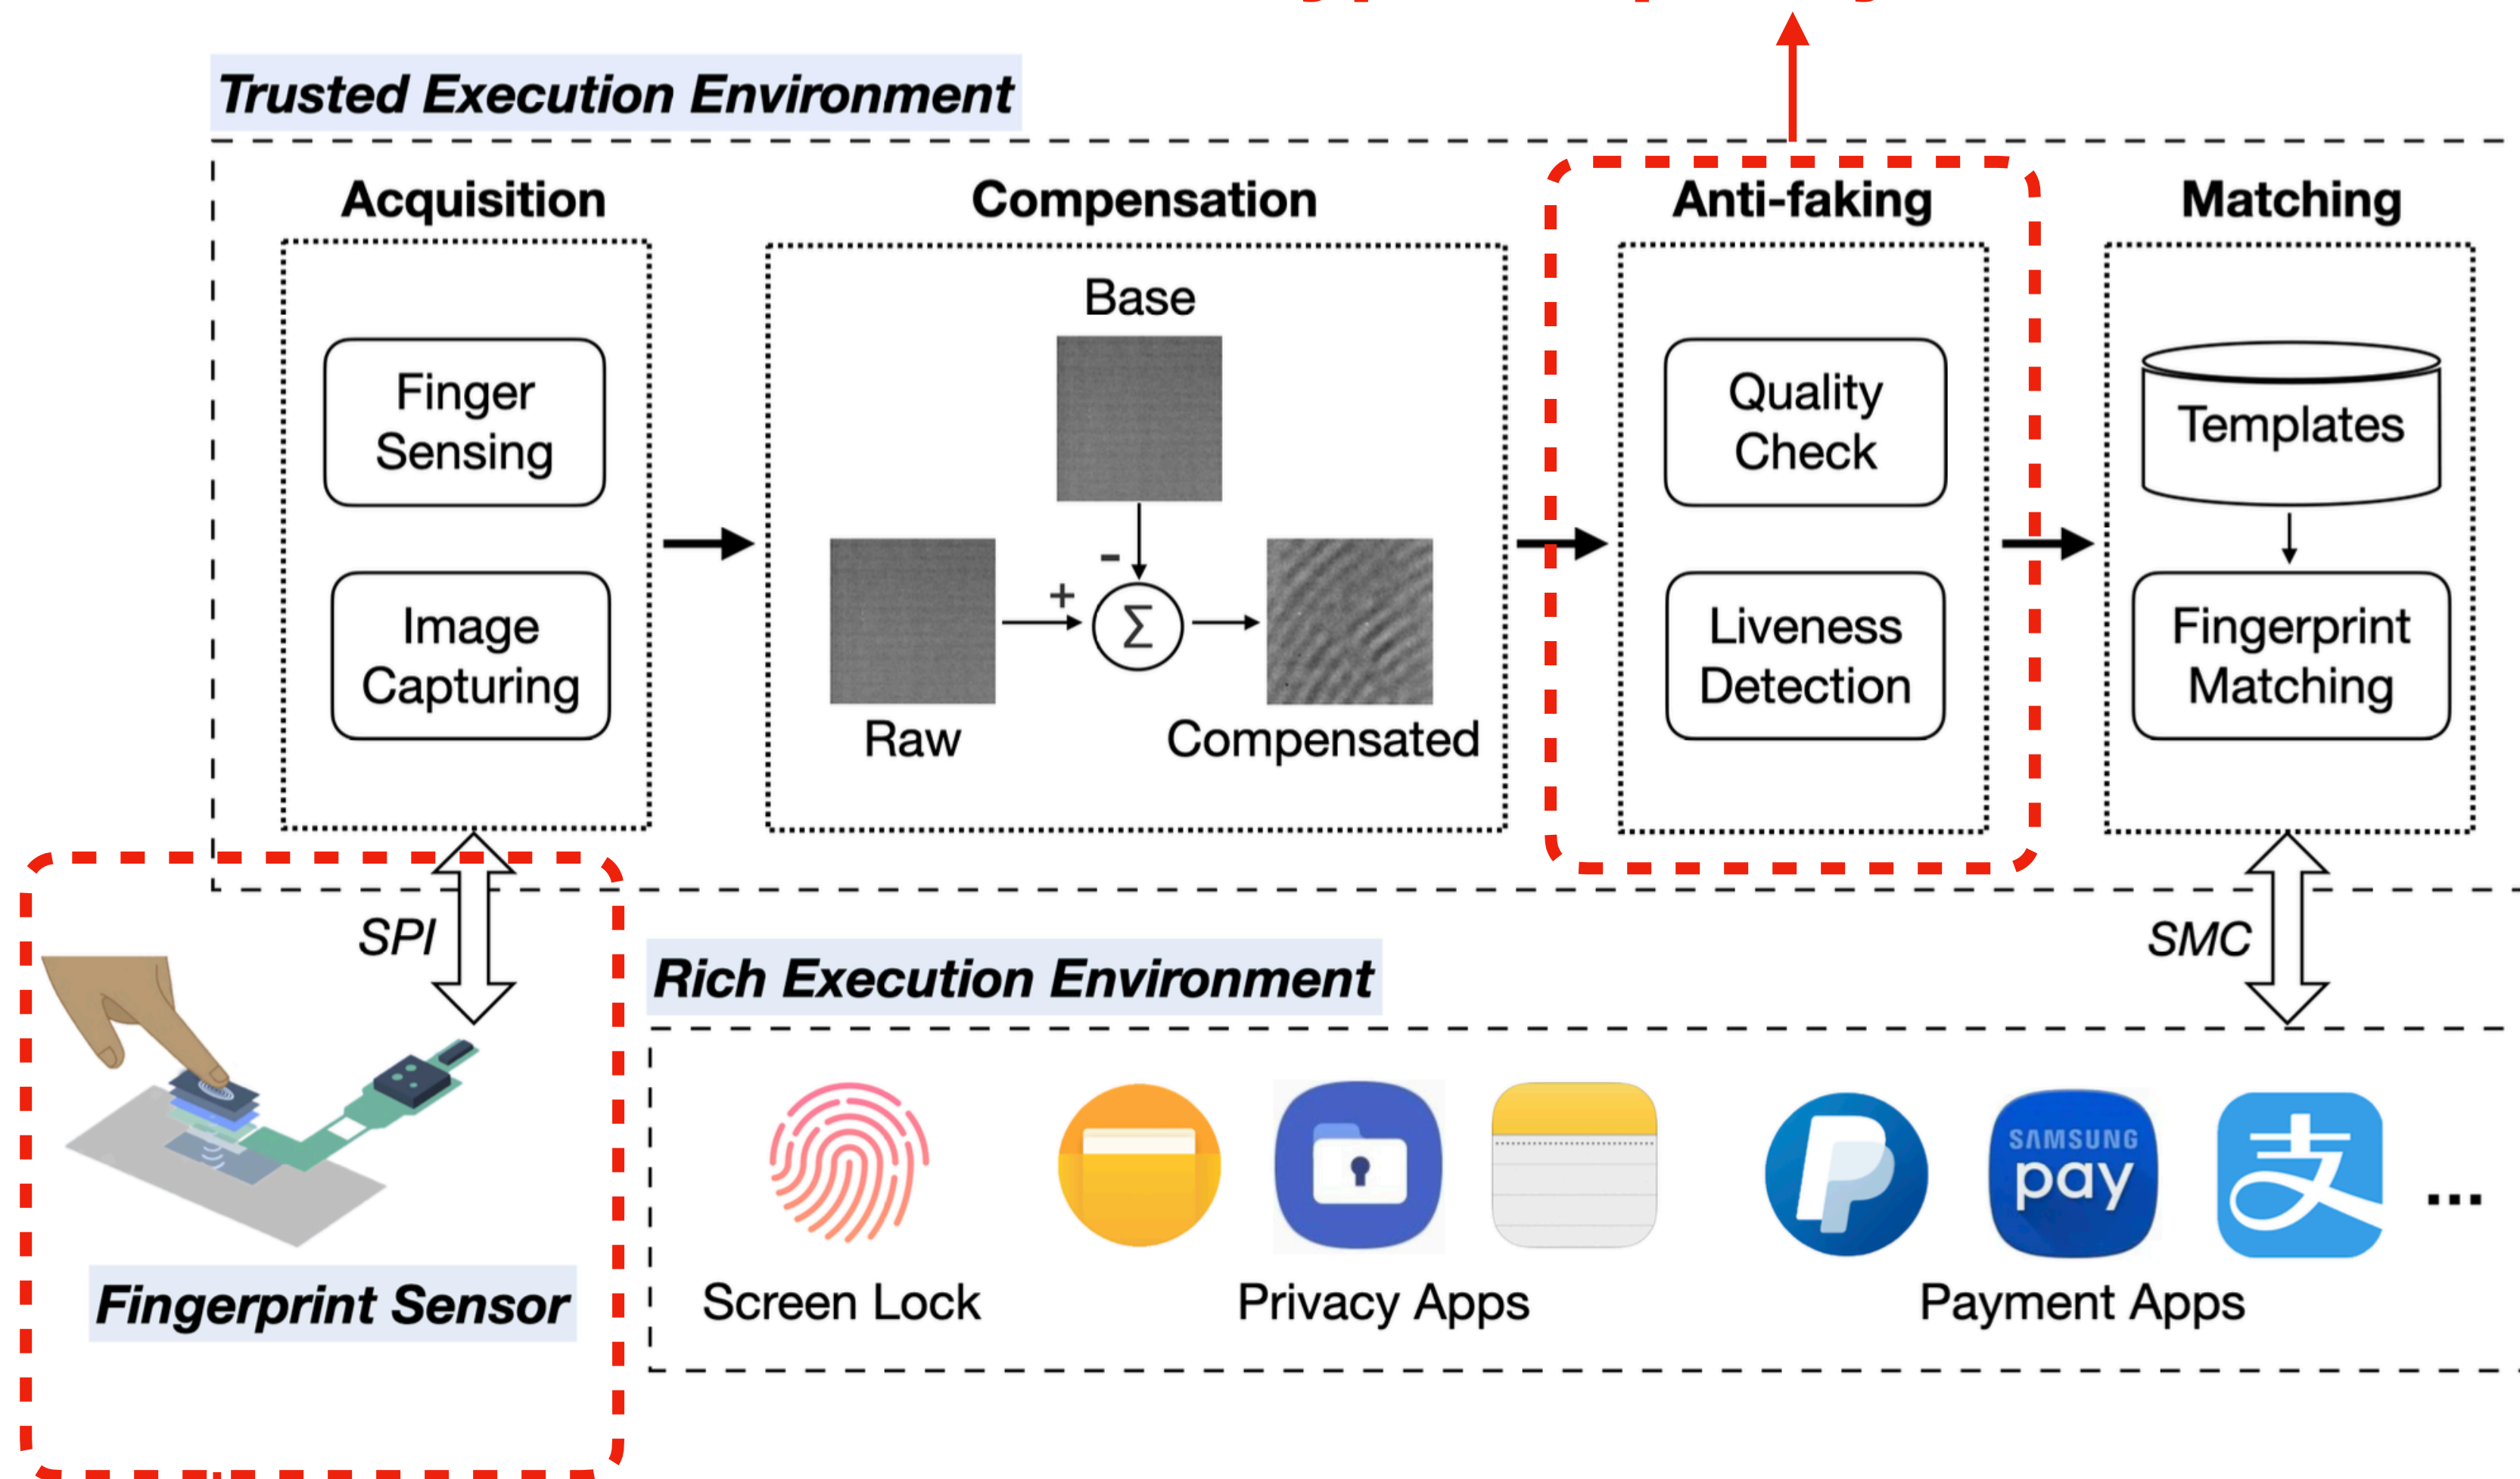 Trusted Execution Environment
Acquisition
Compensation
Anti-faking
Matching
Finger
Sensing
Image
Capturing
Base
-
+
Σ
Raw
Compensated
Quality
Check
Liveness
Detection
Templates
Fingerprint
Matching
SPI
SMC
Fingerprint Sensor
Rich Execution Environment
SAMSUNG
pay
支
...
Screen Lock
Privacy Apps
Payment Apps